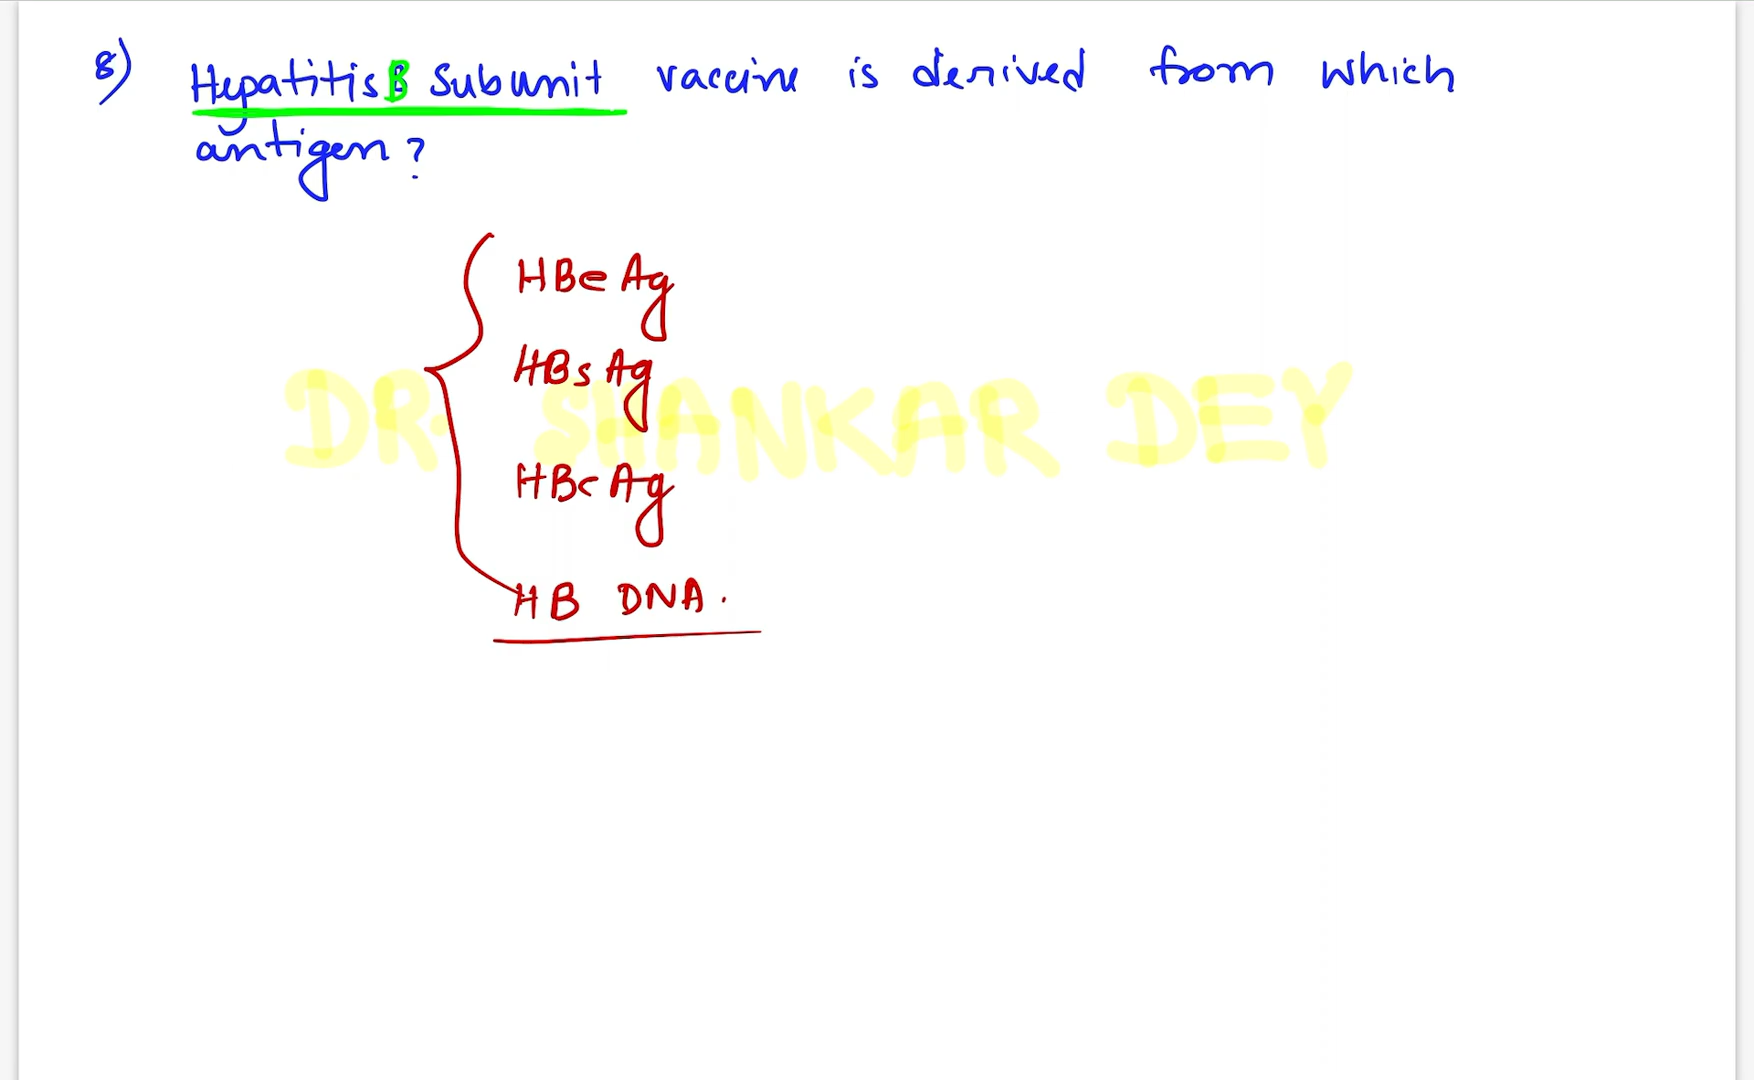 8) Hepatitis B Subunit vaccine is derived from which
antigen?
HBe Ag
HBs Ag
DR. SHANKAR DEY
HBc Ag
HB DNA.